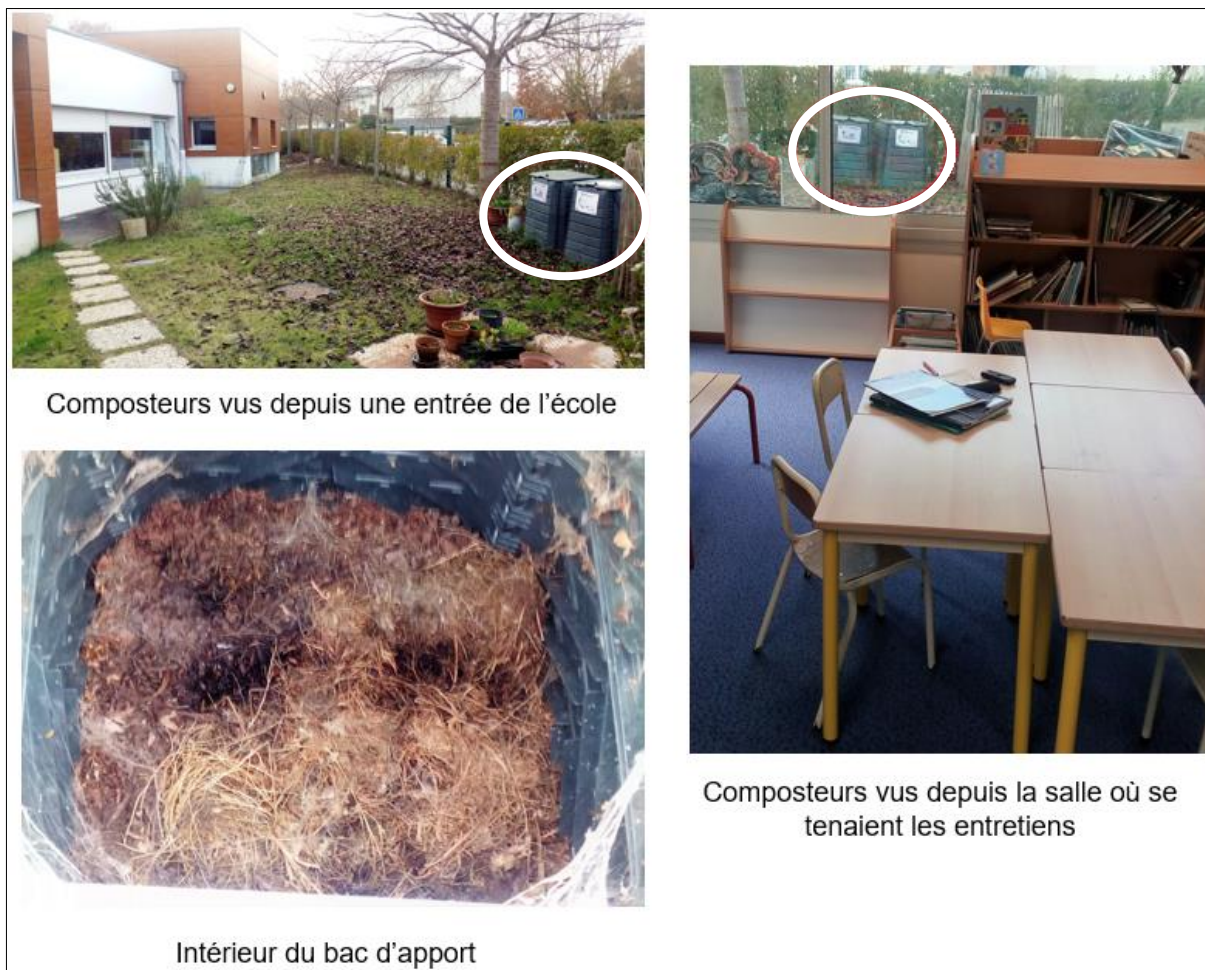 Composteurs vus depuis une entrée de l’école
Intérieur du bac d’apport
Composteurs vus depuis la salle où se
tenaient les entretiens